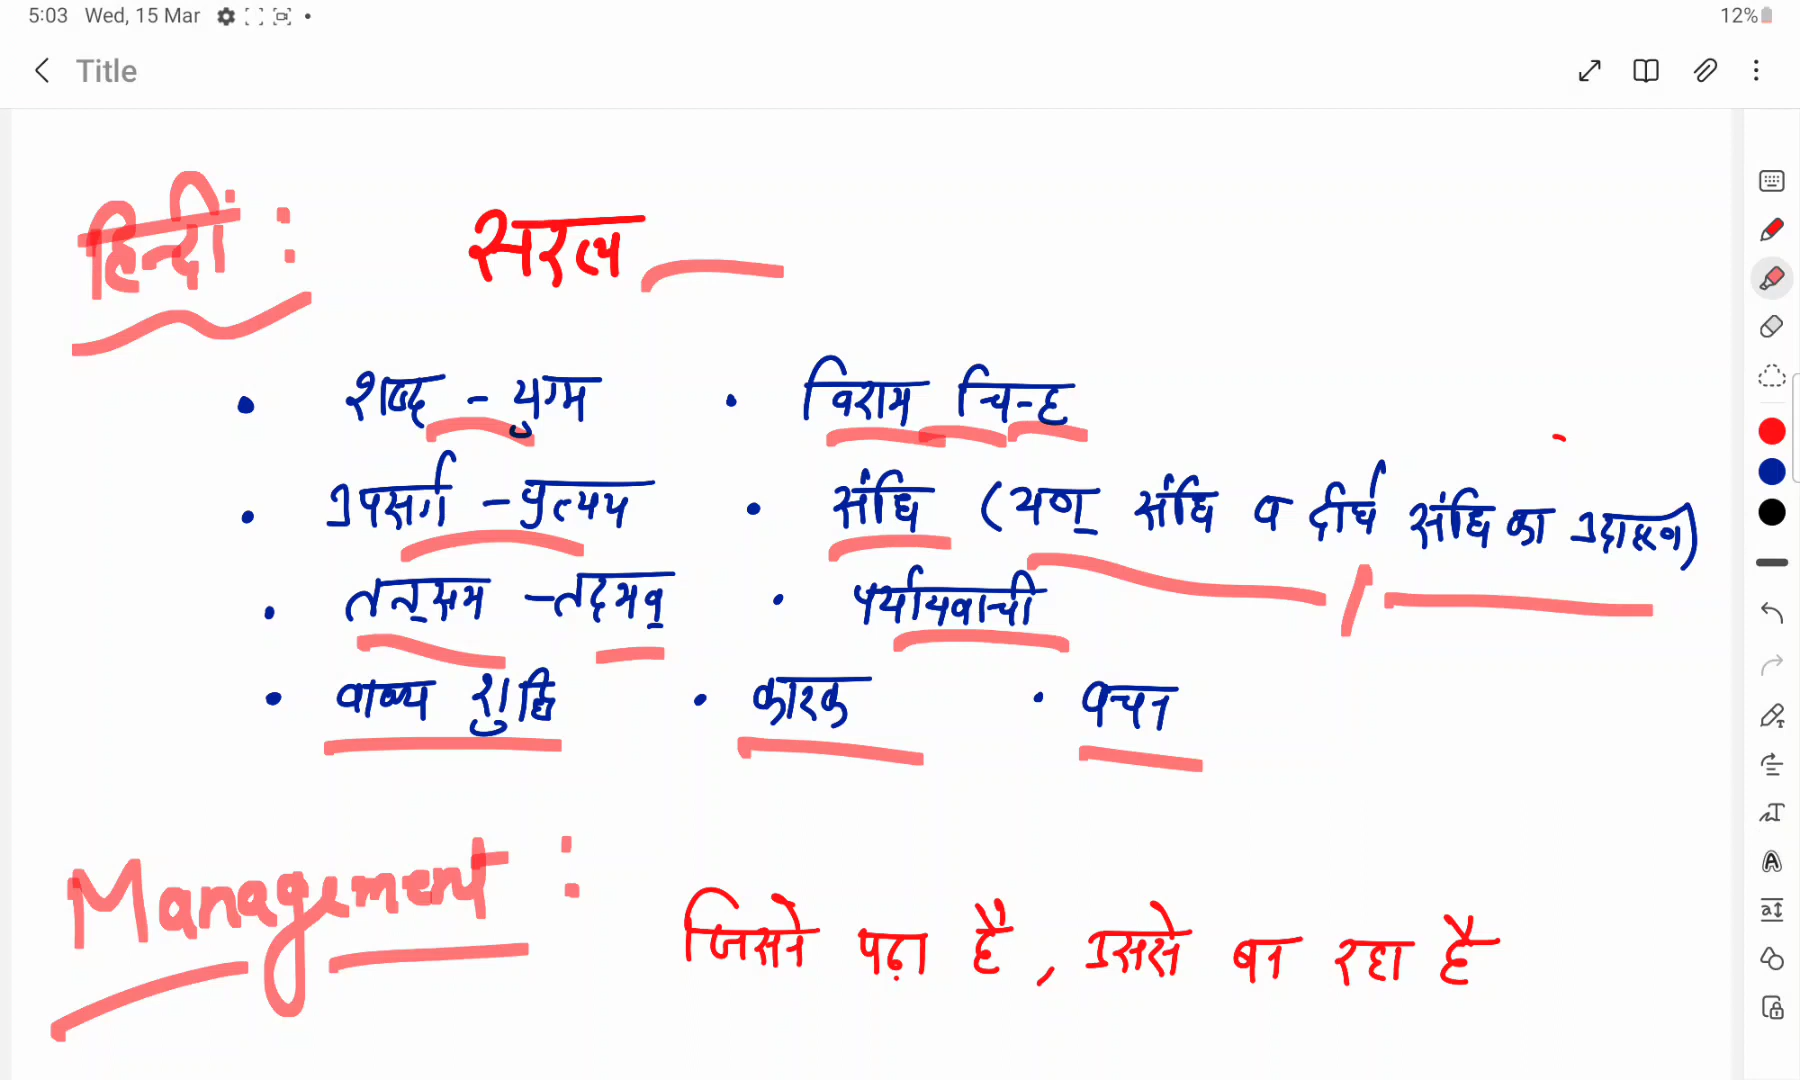 5:03 Wed, 15 Mar 12%
Title
हिन्दी : सरल
• शब्द - युग्म • विराम चिन्ह
• उपसर्ग - प्रत्यय • संधि (यण् संधि व दीर्घ संधि का उदाहरण)
• तत्सम - तद्भव • पर्यायवाची
• वाक्य शुद्धि • कारक • वचन
Management : जिसने पढ़ा है, उससे बन रहा है